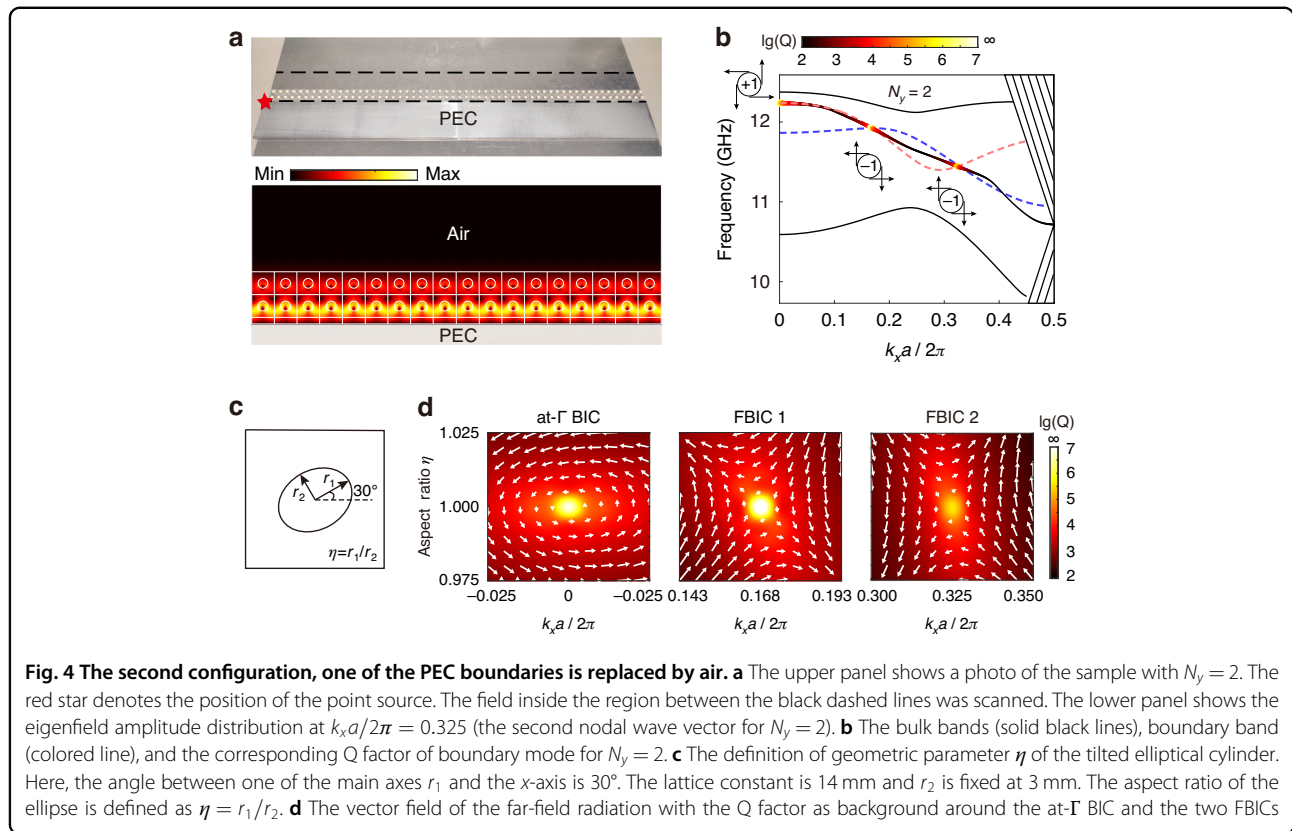 a
PEC
Min Max
Air
PEC
b
lg(Q)
∞
2 3 4 5 6 7
+1
N_y = 2
−1
−1
Frequency (GHz)
12
11
10
0 0.1 0.2 0.3 0.4 0.5
k_x a / 2π
c
r_2 r_1
30°
η=r_1/r_2
d
at-Γ BIC FBIC 1 FBIC 2
lg(Q)
∞
7
6
5
4
3
2
Aspect ratio η
1.025
1.000
0.975
−0.025 0 −0.025 0.143 0.168 0.193 0.300 0.325 0.350
k_x a / 2π k_x a / 2π k_x a / 2π
Fig. 4 The second configuration, one of the PEC boundaries is replaced by air. a The upper panel shows a photo of the sample with N_y = 2. The
red star denotes the position of the point source. The field inside the region between the black dashed lines was scanned. The lower panel shows the
eigenfield amplitude distribution at k_x a/2π = 0.325 (the second nodal wave vector for N_y = 2). b The bulk bands (solid black lines), boundary band
(colored line), and the corresponding Q factor of boundary mode for N_y = 2. c The definition of geometric parameter η of the tilted elliptical cylinder.
Here, the angle between one of the main axes r_1 and the x-axis is 30°. The lattice constant is 14 mm and r_2 is fixed at 3 mm. The aspect ratio of the
ellipse is defined as η = r_1/r_2. d The vector field of the far-field radiation with the Q factor as background around the at-Γ BIC and the two FBICs